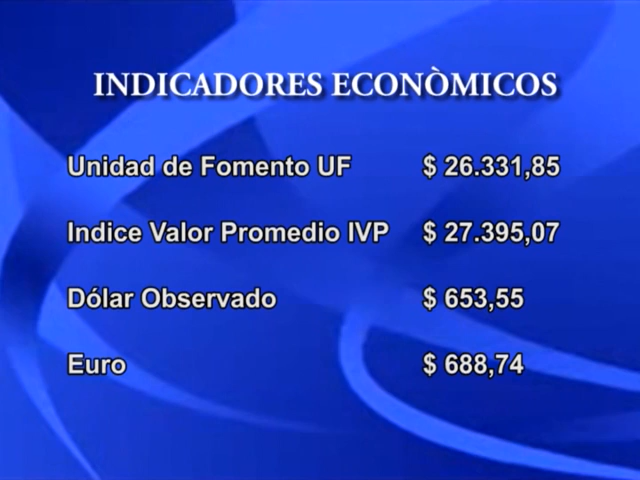 INDICADORES ECONÒMICOS
Unidad de Fomento UF $ 26.331,85
Indice Valor Promedio IVP $ 27.395,07
Dólar Observado $ 653,55
Euro $ 688,74